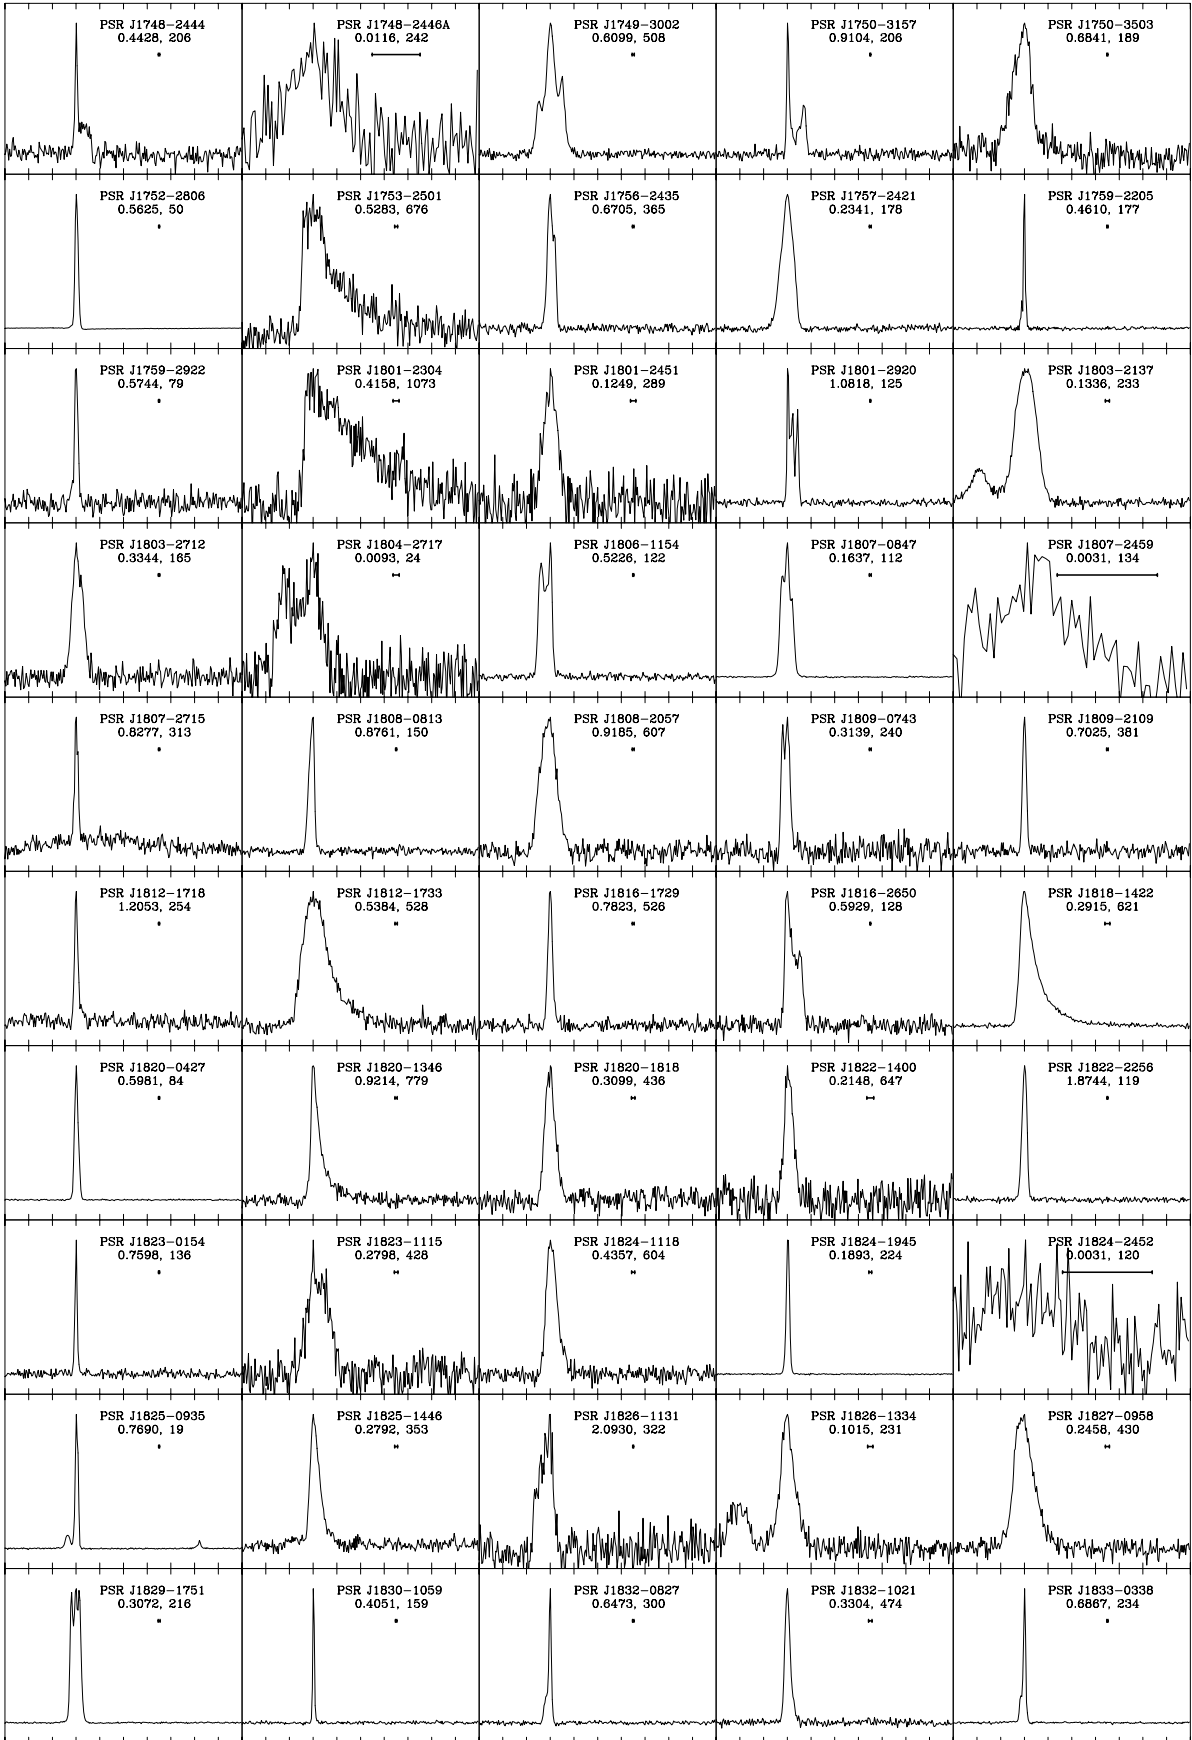 PSR J1748−2444
0.4428, 206
PSR J1748−2446A
0.0116, 242
PSR J1749−3002
0.6099, 508
PSR J1750−3157
0.9104, 206
PSR J1750−3503
0.6841, 189
PSR J1752−2806
0.5625, 50
PSR J1753−2501
0.5283, 676
PSR J1756−2435
0.6705, 365
PSR J1757−2421
0.2341, 178
PSR J1759−2205
0.4610, 177
PSR J1759−2922
0.5744, 79
PSR J1801−2304
0.4158, 1073
PSR J1801−2451
0.1249, 289
PSR J1801−2920
1.0818, 125
PSR J1803−2137
0.1336, 233
PSR J1803−2712
0.3344, 165
PSR J1804−2717
0.0093, 24
PSR J1806−1154
0.5226, 122
PSR J1807−0847
0.1637, 112
PSR J1807−2459
0.0031, 134
PSR J1807−2715
0.8277, 313
PSR J1808−0813
0.8761, 150
PSR J1808−2057
0.9185, 607
PSR J1809−0743
0.3139, 240
PSR J1809−2109
0.7025, 381
PSR J1812−1718
1.2053, 254
PSR J1812−1733
0.5384, 528
PSR J1816−1729
0.7823, 526
PSR J1816−2650
0.5929, 128
PSR J1818−1422
0.2915, 621
PSR J1820−0427
0.5981, 84
PSR J1820−1346
0.9214, 779
PSR J1820−1818
0.3099, 436
PSR J1822−1400
0.2148, 647
PSR J1822−2256
1.8744, 119
PSR J1823−0154
0.7598, 136
PSR J1823−1115
0.2798, 428
PSR J1824−1118
0.4357, 604
PSR J1824−1945
0.1893, 224
PSR J1824−2452
0.0031, 120
PSR J1825−0935
0.7690, 19
PSR J1825−1446
0.2792, 353
PSR J1826−1131
2.0930, 322
PSR J1826−1334
0.1015, 231
PSR J1827−0958
0.2458, 430
PSR J1829−1751
0.3072, 216
PSR J1830−1059
0.4051, 159
PSR J1832−0827
0.6473, 300
PSR J1832−1021
0.3304, 474
PSR J1833−0338
0.6867, 234